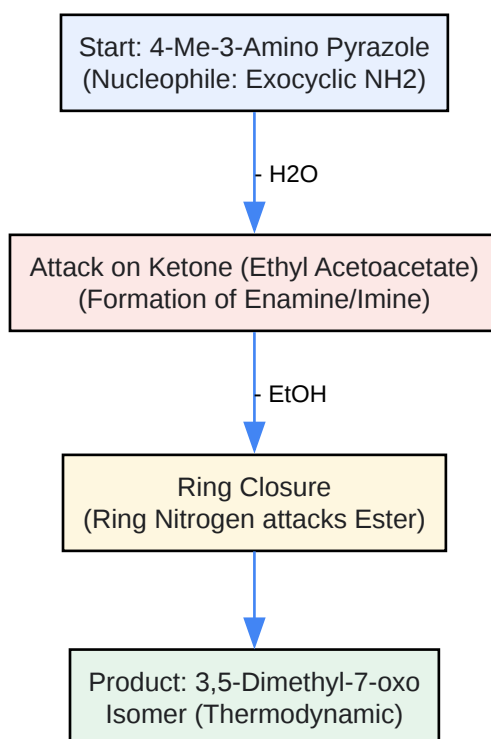 Start: 4-Me-3-Amino Pyrazole
(Nucleophile: Exocyclic NH2)
- H2O
Attack on Ketone (Ethyl Acetoacetate)
(Formation of Enamine/Imine)
- EtOH
Ring Closure
(Ring Nitrogen attacks Ester)
Product: 3,5-Dimethyl-7-oxo
Isomer (Thermodynamic)